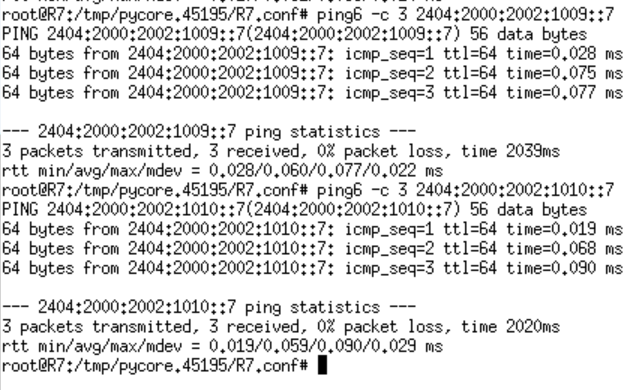 root@R7:/tmp/pycore.45195/R7.conf# ping6 -c 3 2404:2000:2002:1009::7
PING 2404:2000:2002:1009::7(2404:2000:2002:1009::7) 56 data bytes
64 bytes from 2404:2000:2002:1009::7: icmp_seq=1 ttl=64 time=0.028 ms
64 bytes from 2404:2000:2002:1009::7: icmp_seq=2 ttl=64 time=0.075 ms
64 bytes from 2404:2000:2002:1009::7: icmp_seq=3 ttl=64 time=0.077 ms

--- 2404:2000:2002:1009::7 ping statistics ---
3 packets transmitted, 3 received, 0% packet loss, time 2039ms
rtt min/avg/max/mdev = 0.028/0.060/0.077/0.022 ms
root@R7:/tmp/pycore.45195/R7.conf# ping6 -c 3 2404:2000:2002:1010::7
PING 2404:2000:2002:1010::7(2404:2000:2002:1010::7) 56 data bytes
64 bytes from 2404:2000:2002:1010::7: icmp_seq=1 ttl=64 time=0.019 ms
64 bytes from 2404:2000:2002:1010::7: icmp_seq=2 ttl=64 time=0.068 ms
64 bytes from 2404:2000:2002:1010::7: icmp_seq=3 ttl=64 time=0.090 ms

--- 2404:2000:2002:1010::7 ping statistics ---
3 packets transmitted, 3 received, 0% packet loss, time 2020ms
rtt min/avg/max/mdev = 0.019/0.059/0.090/0.029 ms
root@R7:/tmp/pycore.45195/R7.conf#